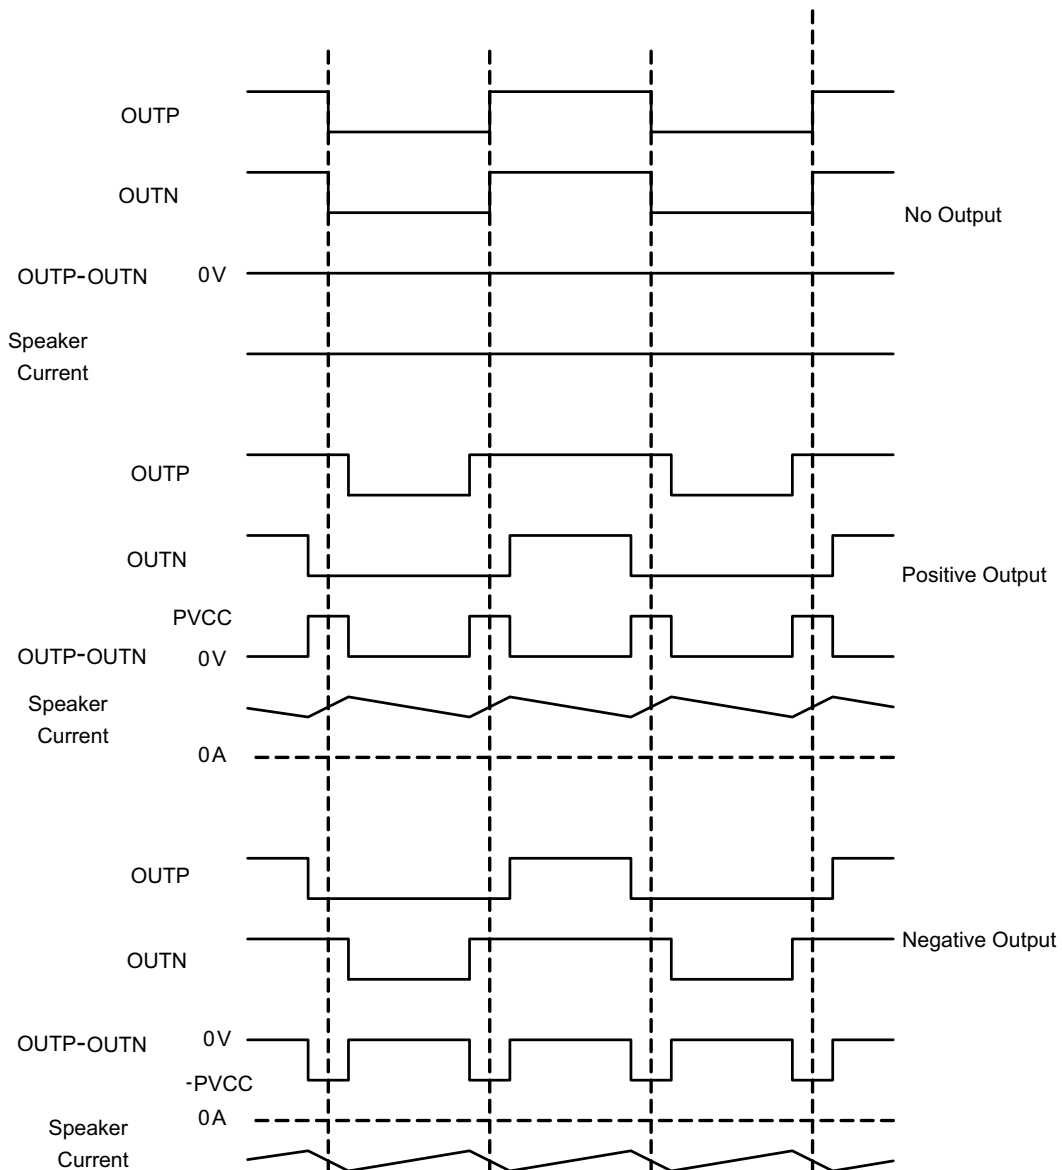 OUTP
OUTN
No Output
OUTP-OUTN 0V
Speaker
Current
OUTP
OUTN
Positive Output
PVCC
OUTP-OUTN 0V
Speaker
Current
0A
OUTP
OUTN
Negative Output
0V
OUTP-OUTN
-PVCC
0A
Speaker
Current